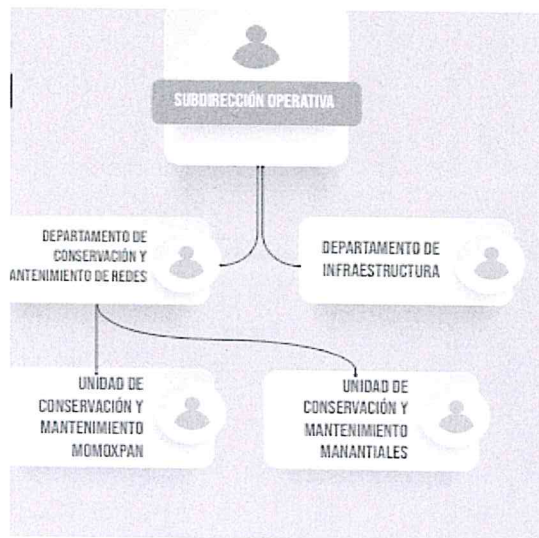 SUBDIRECCIÓN OPERATIVA
DEPARTAMENTO DE
CONSERVACIÓN Y
ANTENIMIENTO DE REDES
DEPARTAMENTO DE
INFRAESTRUCTURA
UNIDAD DE
CONSERVACIÓN Y
MANTENIMIENTO
MOMOXPAN
UNIDAD DE
CONSERVACIÓN Y
MANTENIMIENTO
MANANTIALES